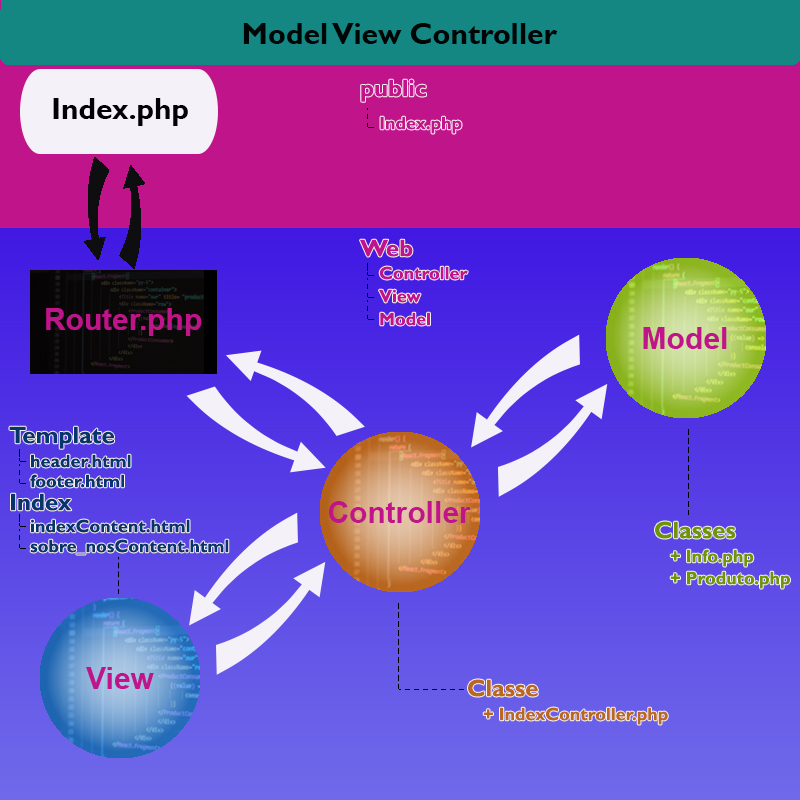 Model View Controller
Index.php
public
Index.php
Web
Controller
View
Model
Router.php
Model
Template
header.html
footer.html
Index
indexContent.html
sobre_nosContent.html
Controller
Classes
+ Info.php
+ Produto.php
View
Classe
+ IndexController.php